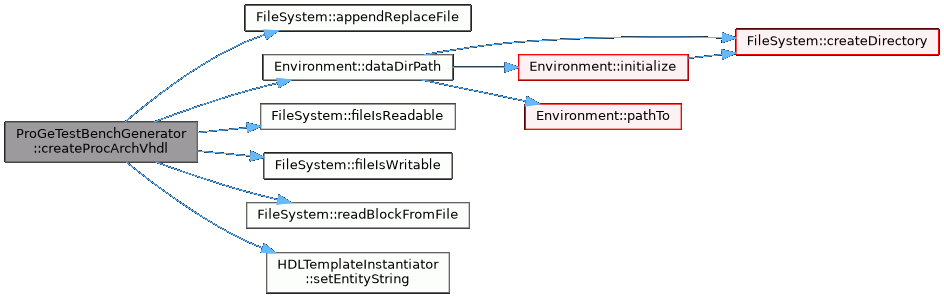 FileSystem::appendReplaceFile
FileSystem::createDirectory
Environment::dataDirPath
Environment::initialize
FileSystem::fileIsReadable
Environment::pathTo
ProGeTestBenchGenerator
::createProcArchVhdl
FileSystem::fileIsWritable
FileSystem::readBlockFromFile
HDLTemplateInstantiator
::setEntityString